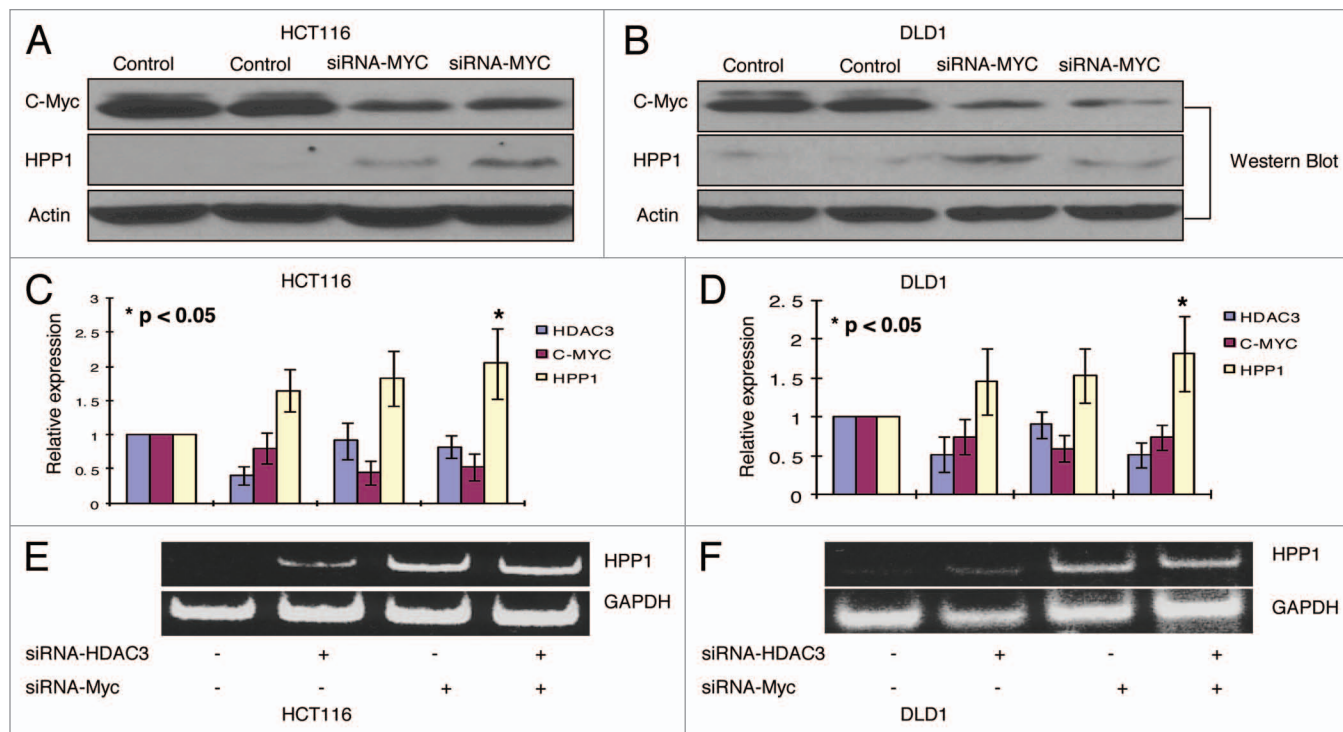 A
HCT116
Control Control siRNA-MYC siRNA-MYC
C-Myc
HPP1
Actin
B
DLD1
Control Control siRNA-MYC siRNA-MYC
C-Myc
HPP1
Actin
Western Blot
C
HCT116
* p < 0.05
*
Relative expression
3
2.5
2
1.5
1
0.5
0
HDAC3
C-MYC
HPP1
D
DLD1
* p < 0.05
*
Relative expression
2.5
2
1.5
1
0.5
0
HDAC3
C-MYC
HPP1
E
HPP1
GAPDH
siRNA-HDAC3 - + - +
siRNA-Myc - - + +
HCT116
F
HPP1
GAPDH
siRNA-HDAC3 - + - +
siRNA-Myc - - + +
DLD1